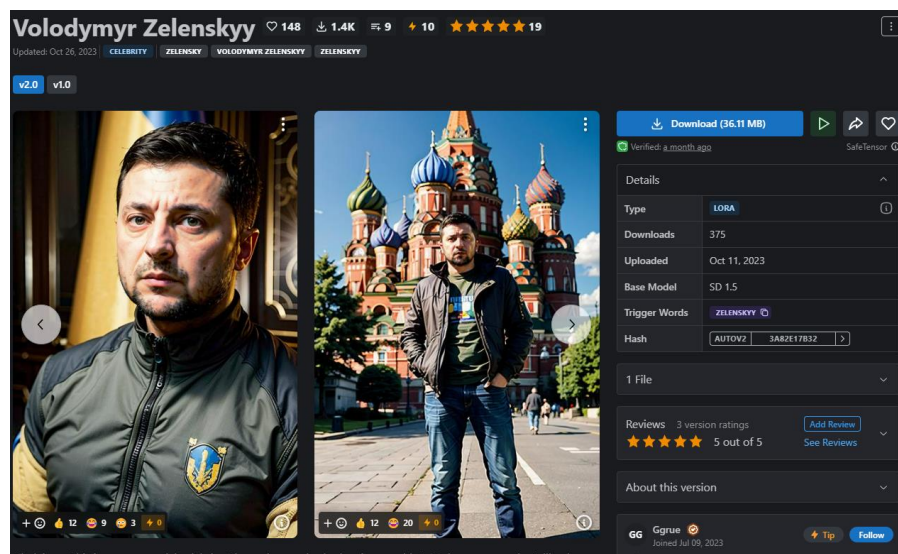 Volodymyr Zelenskyy 148 1.4K 9 10 19
Updated: Oct 26, 2023 CELEBRITY ZELENSKY VOLODYMYR ZELENSKYY ZELENSKYY
v2.0 v1.0
Download (36.11 MB)
Verified: a month ago SafeTensor
Details
Type LORA
Downloads 375
Uploaded Oct 11, 2023
Base Model SD 1.5
Trigger Words ZELENSKYY
Hash AUTOV2 3A82E17B32
1 File
Reviews 3 version ratings Add Review
5 out of 5 See Reviews
About this version
GG Ggrue Tip Follow
Joined Jul 09, 2023
12 9 3 0
12 20 0